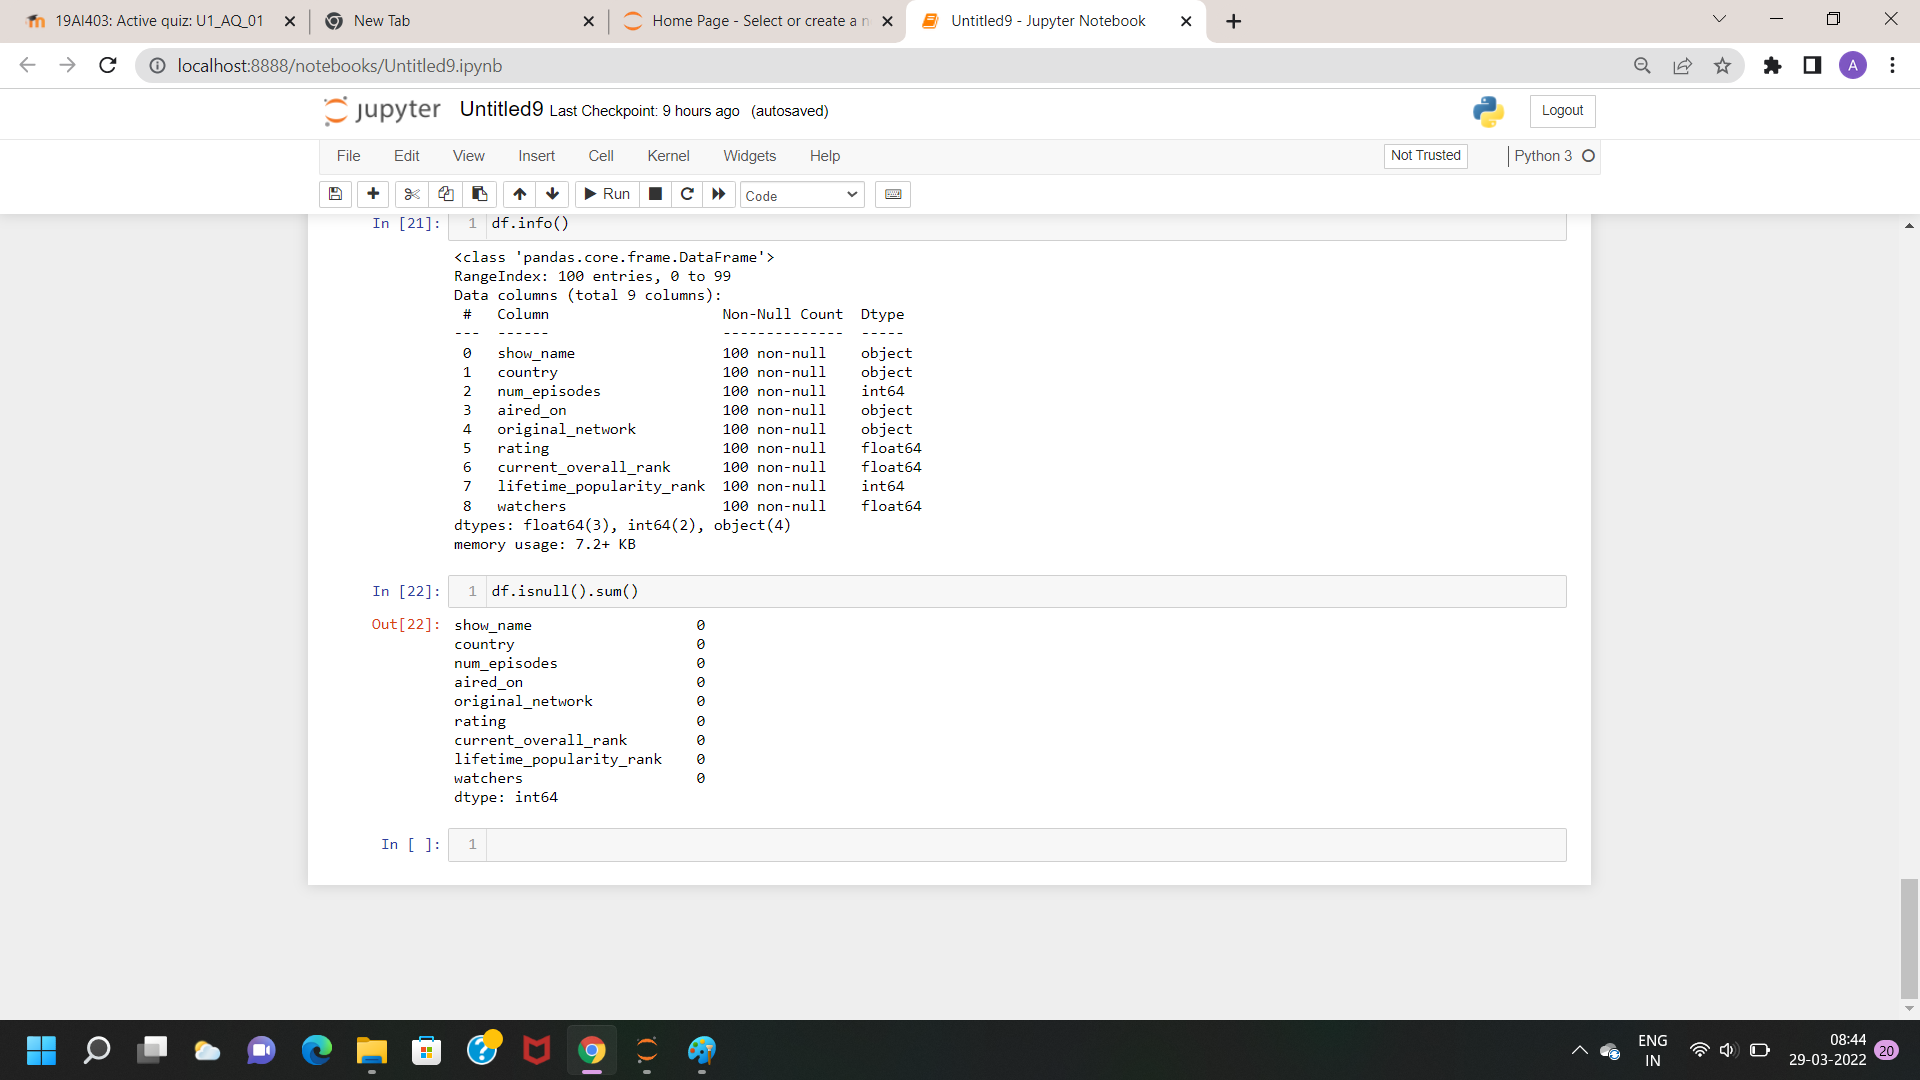 19AI403: Active quiz: U1_AQ_01
New Tab
Home Page - Select or create a n
Untitled9 - Jupyter Notebook
localhost:8888/notebooks/Untitled9.ipynb
A
jupyter Untitled9 Last Checkpoint: 9 hours ago (autosaved)
Logout
File Edit View Insert Cell Kernel Widgets Help
Not Trusted
Python 3
Run
Code
In [21]: 1 df.info()
<class 'pandas.core.frame.DataFrame'>
RangeIndex: 100 entries, 0 to 99
Data columns (total 9 columns):
# Column Non-Null Count Dtype
--- ------ -------------- -----
0 show_name 100 non-null object
1 country 100 non-null object
2 num_episodes 100 non-null int64
3 aired_on 100 non-null object
4 original_network 100 non-null object
5 rating 100 non-null float64
6 current_overall_rank 100 non-null float64
7 lifetime_popularity_rank 100 non-null int64
8 watchers 100 non-null float64
dtypes: float64(3), int64(2), object(4)
memory usage: 7.2+ KB
In [22]: 1 df.isnull().sum()
Out[22]: show_name 0
country 0
num_episodes 0
aired_on 0
original_network 0
rating 0
current_overall_rank 0
lifetime_popularity_rank 0
watchers 0
dtype: int64
In [ ]: 1
ENG
IN
08:44
29-03-2022
20